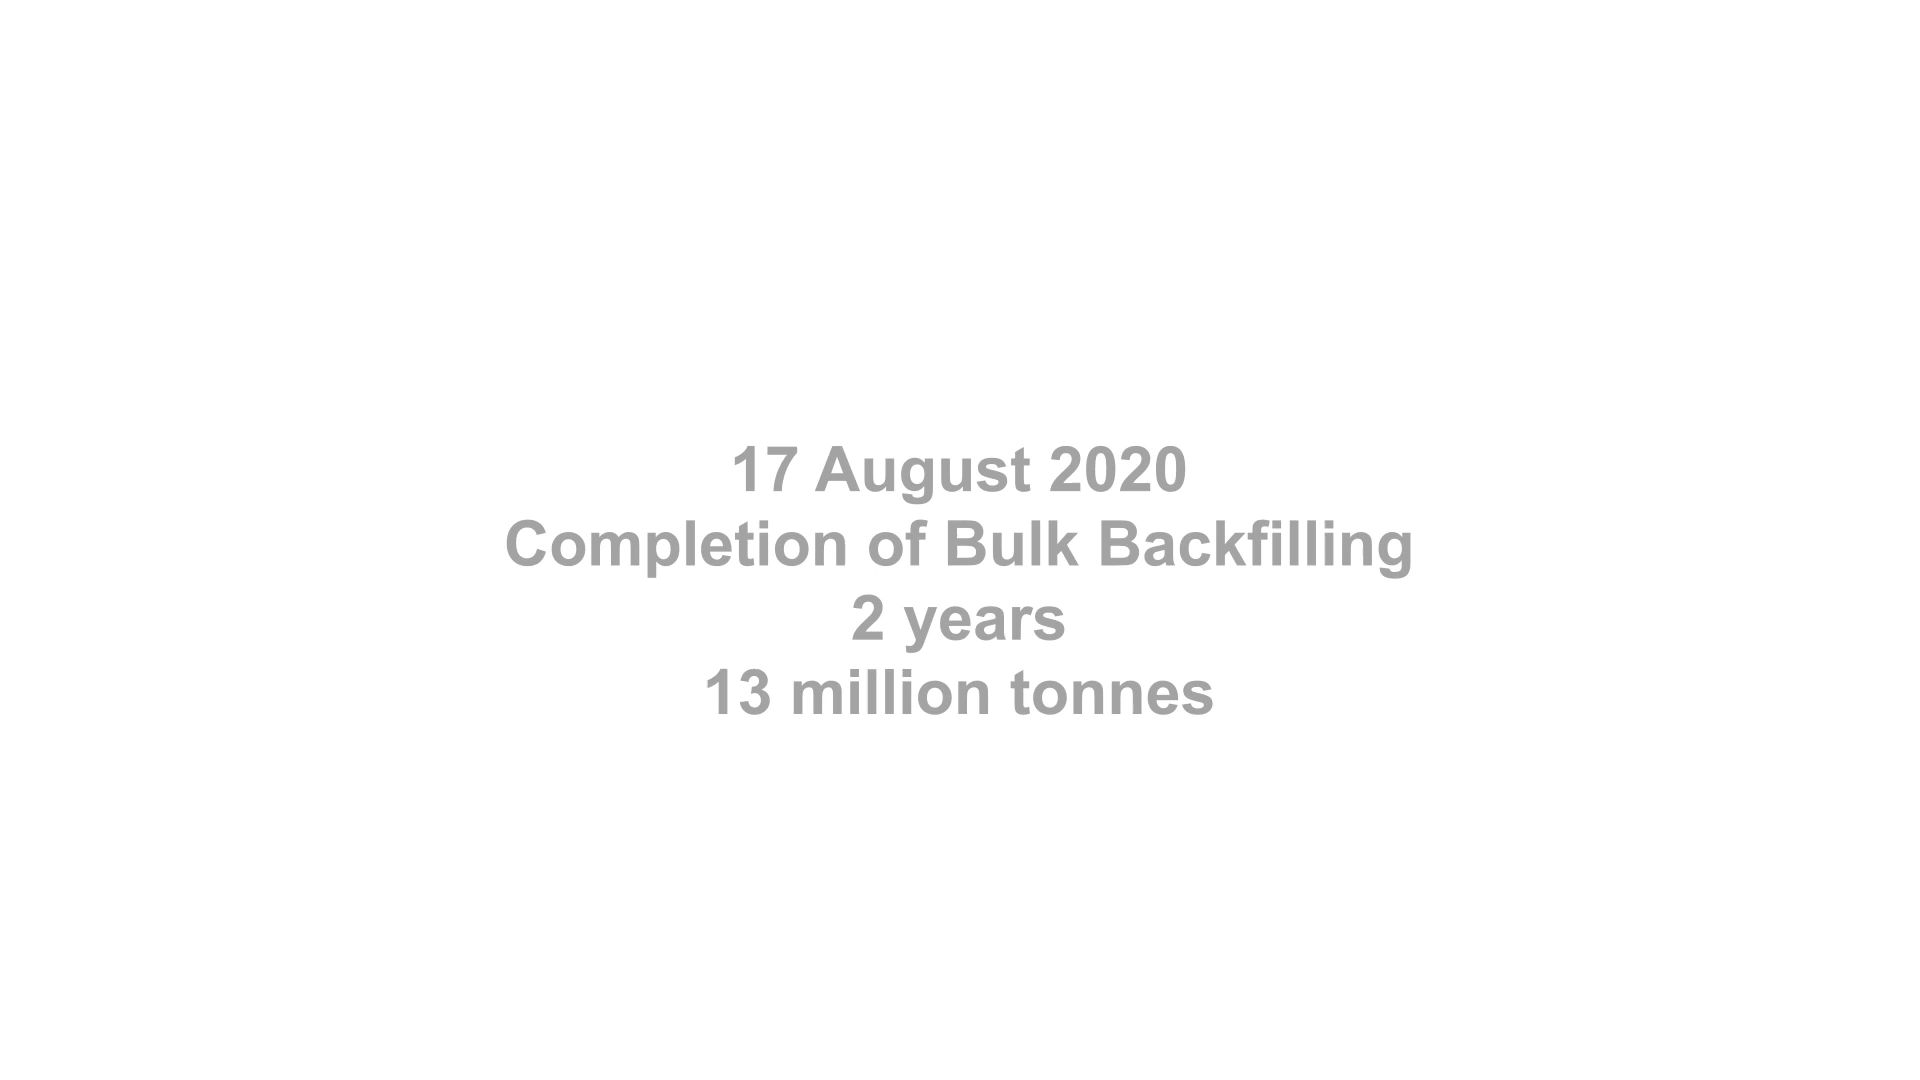 17 August 2020
Completion of Bulk Backfilling
2 years
13 million tonnes